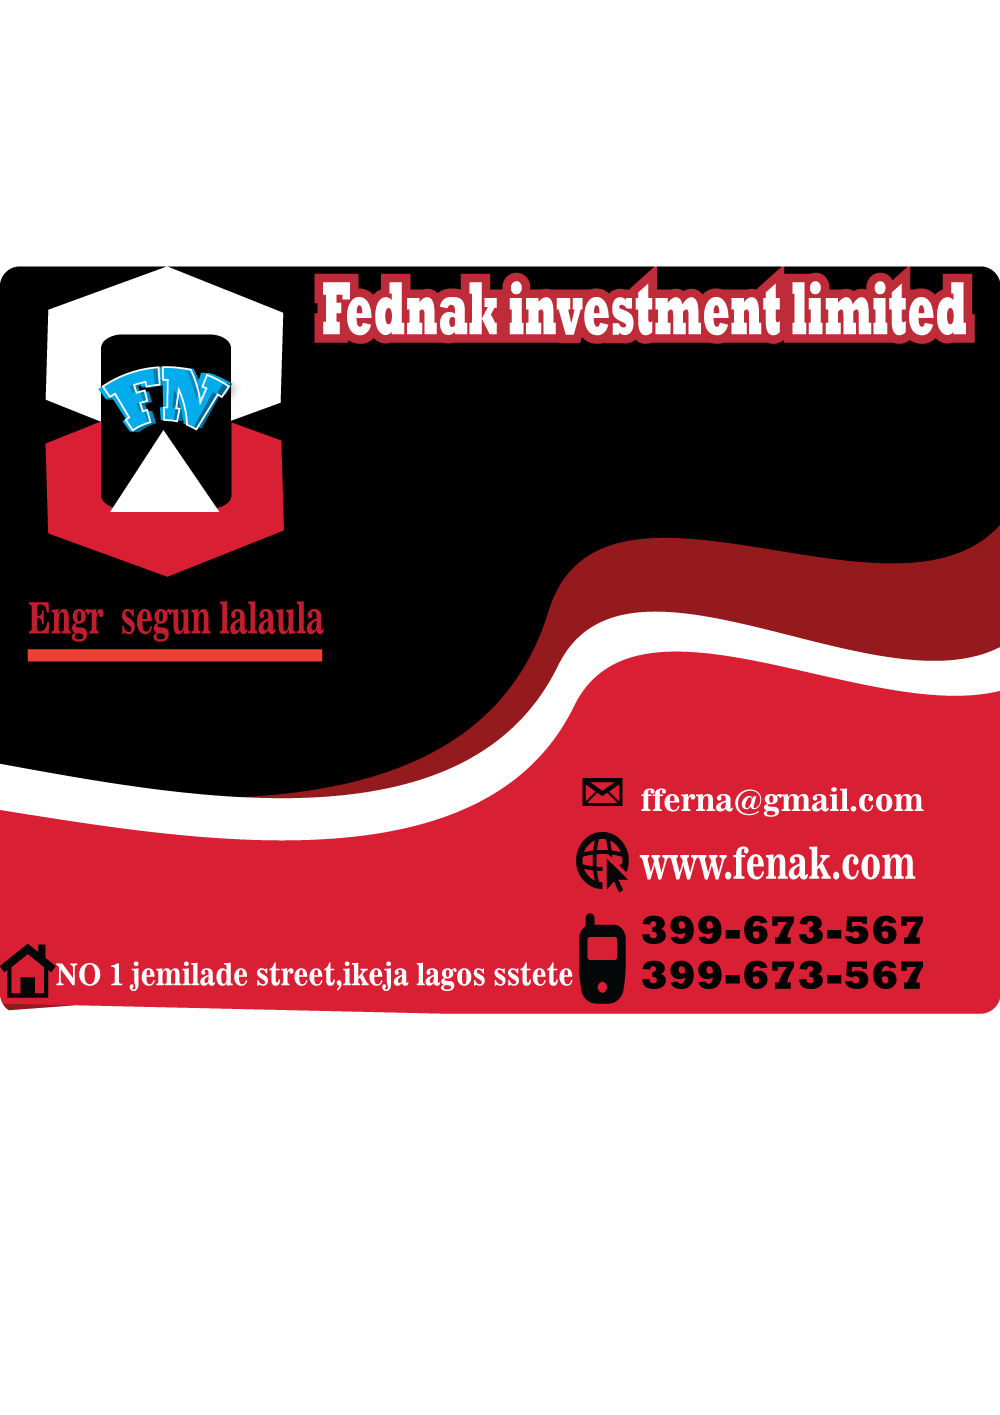 Fednak investment limited
FN
Engr segun lalaula
fferna@gmail.com
www.fenak.com
399-673-567
399-673-567
NO 1 jemilade street,ikeja lagos sstete